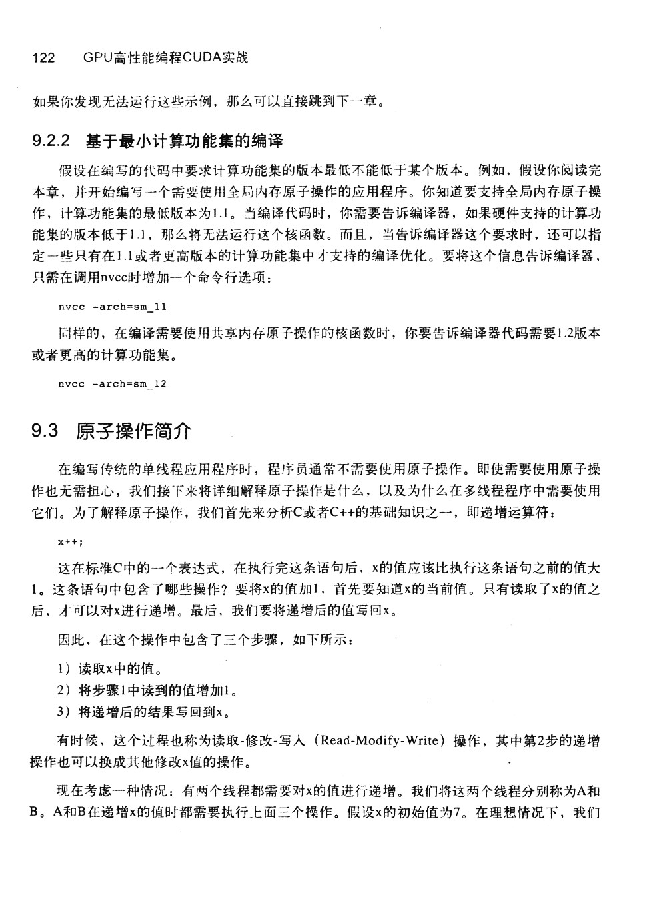 122 GPU高性能编程CUDA实战
如果你发现无法运行这些示例，那么可以直接跳到下一章。
9.2.2 基于最小计算功能集的编译
假设在编写的代码中要求计算功能集的版本最低不能低于某个版本。例如，假设你阅读完
本章，并开始编写一个需要使用全局内存原子操作的应用程序。你知道要支持全局内存原子操
作，计算功能集的最低版本为1.1。当编译代码时，你需要告诉编译器，如果硬件支持的计算功
能集的版本低于1.1，那么将无法运行这个核函数。而且，当告诉编译器这个要求时，还可以指
定一些只有在1.1或者更高版本的计算功能集中才支持的编译优化。要将这个信息告诉编译器，
只需在调用nvcc时增加一个命令行选项：
nvcc -arch=sm_11
同样的，在编译需要使用共享内存原子操作的核函数时，你要告诉编译器代码需要1.2版本
或者更高的计算功能集。
nvcc -arch=sm_12
9.3 原子操作简介
在编写传统的单线程应用程序时，程序员通常不需要使用原子操作。即使需要使用原子操
作也无需担心，我们接下来将详细解释原子操作是什么，以及为什么在多线程程序中需要使用
它们。为了解释原子操作，我们首先来分析C或者C++的基础知识之一，即递增运算符：
x++;
这在标准C中的一个表达式，在执行完这条语句后，x的值应该比执行这条语句之前的值大
1。这条语句中包含了哪些操作？要将x的值加1，首先要知道x的当前值。只有读取了x的值之
后，才可以对x进行递增。最后，我们要将递增后的值写回x。
因此，在这个操作中包含了三个步骤，如下所示：
1）读取x中的值。
2）将步骤1中读到的值增加1。
3）将递增后的结果写回到x。
有时候，这个过程也称为读取-修改-写入（Read-Modify-Write）操作，其中第2步的递增
操作也可以换成其他修改x值的操作。
现在考虑一种情况：有两个线程都需要对x的值进行递增。我们将这两个线程分别称为A和
B。A和B在递增x的值时都需要执行上面三个操作。假设x的初始值为7。在理想情况下，我们